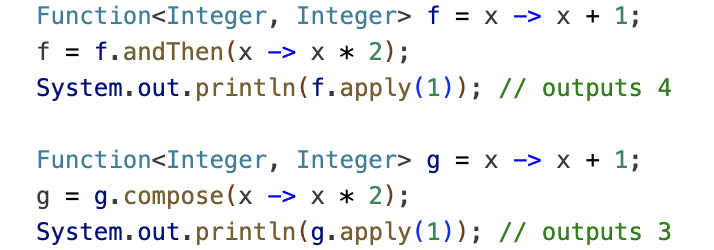 Function<Integer, Integer> f = x -> x + 1;
f = f.andThen(x -> x * 2);
System.out.println(f.apply(1)); // outputs 4
Function<Integer, Integer> g = x -> x + 1;
g = g.compose(x -> x * 2);
System.out.println(g.apply(1)); // outputs 3